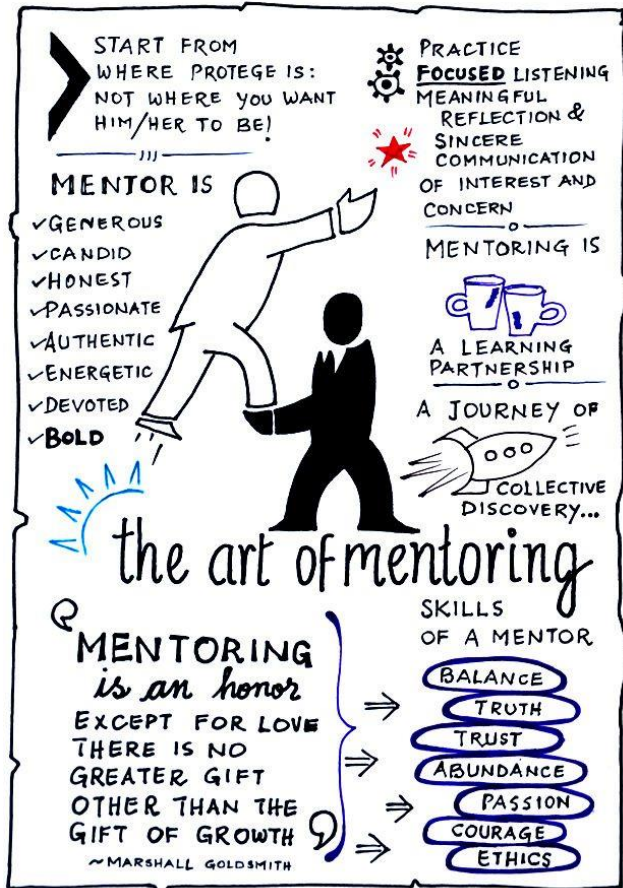 START FROM
WHERE PROTEGE IS:
NOT WHERE YOU WANT
HIM/HER TO BE!
MENTOR IS
✓GENEROUS
✓CANDID
✓HONEST
✓PASSIONATE
✓AUTHENTIC
✓ENERGETIC
✓DEVOTED
✓BOLD
PRACTICE
FOCUSED LISTENING
MEANINGFUL
REFLECTION &
SINCERE
COMMUNICATION
OF INTEREST AND
CONCERN
MENTORING IS
A LEARNING
PARTNERSHIP
A JOURNEY OF
COLLECTIVE
DISCOVERY...
the art of mentoring
MENTORING
is an honor
EXCEPT FOR LOVE
THERE IS NO
GREATER GIFT
OTHER THAN THE
GIFT OF GROWTH
~MARSHALL GOLDSMITH
SKILLS
OF A MENTOR
BALANCE
TRUTH
TRUST
ABUNDANCE
PASSION
COURAGE
ETHICS